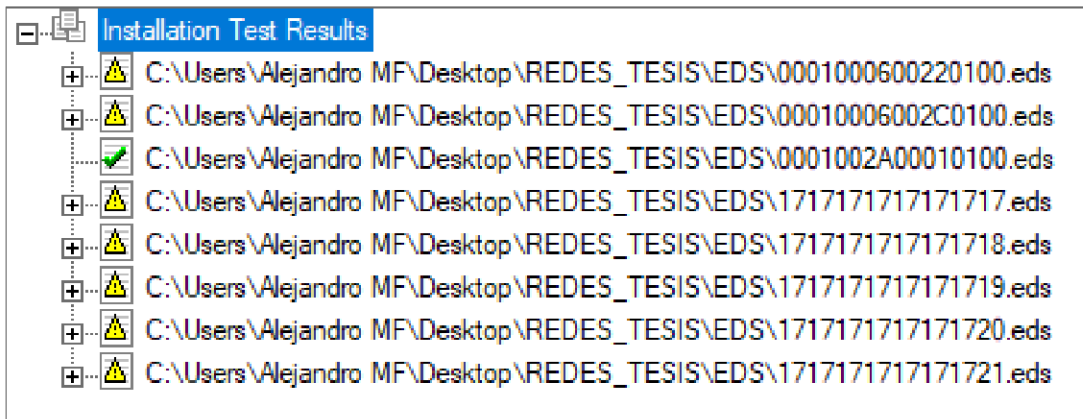 Installation Test Results
C:\Users\Alejandro MF\Desktop\REDES_TESIS\EDS\0001000600220100.eds
C:\Users\Alejandro MF\Desktop\REDES_TESIS\EDS\00010006002C0100.eds
C:\Users\Alejandro MF\Desktop\REDES_TESIS\EDS\0001002A00010100.eds
C:\Users\Alejandro MF\Desktop\REDES_TESIS\EDS\1717171717171717.eds
C:\Users\Alejandro MF\Desktop\REDES_TESIS\EDS\1717171717171718.eds
C:\Users\Alejandro MF\Desktop\REDES_TESIS\EDS\1717171717171719.eds
C:\Users\Alejandro MF\Desktop\REDES_TESIS\EDS\1717171717171720.eds
C:\Users\Alejandro MF\Desktop\REDES_TESIS\EDS\1717171717171721.eds